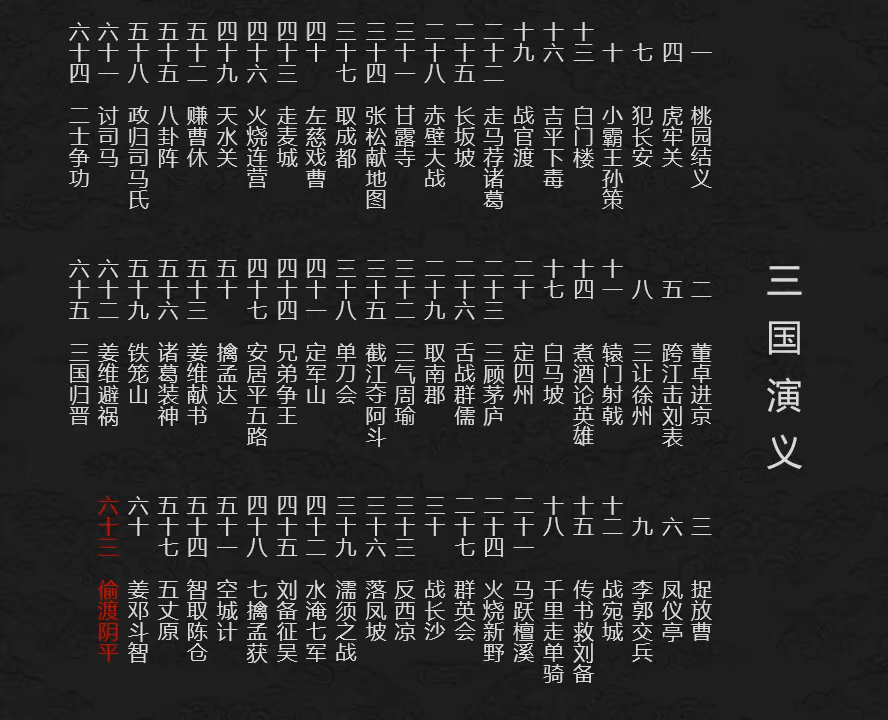 三国演义
一 桃园结义
二 董卓进京
三 捉放曹
四 虎牢关
五 跨江击刘表
六 凤仪亭
七 犯长安
八 三让徐州
九 李郭交兵
十 小霸王孙策
十一 辕门射戟
十二 战宛城
十三 白门楼
十四 煮酒论英雄
十五 传书救刘备
十六 吉平下毒
十七 白马坡
十八 千里走单骑
十九 战官渡
二十 定四州
二十一 马跃檀溪
二十二 走马荐诸葛
二十三 三顾茅庐
二十四 火烧新野
二十五 长坂坡
二十六 舌战群儒
二十七 群英会
二十八 赤壁大战
二十九 取南郡
三十 战长沙
三十一 甘露寺
三十二 三气周瑜
三十三 反西凉
三十四 张松献地图
三十五 截江夺阿斗
三十六 落凤坡
三十七 取成都
三十八 单刀会
三十九 濡须之战
四十 左慈戏曹
四十一 定军山
四十二 水淹七军
四十三 走麦城
四十四 兄弟争王
四十五 刘备征吴
四十六 火烧连营
四十七 安居平五路
四十八 七擒孟获
四十九 天水关
五十 擒孟达
五十一 空城计
五十二 赚曹休
五十三 姜维献书
五十四 智取陈仓
五十五 八卦阵
五十六 诸葛装神
五十七 五丈原
五十八 政归司马氏
五十九 铁笼山
六十 姜邓斗智
六十一 讨司马
六十二 姜维避祸
六十三 偷渡阴平
六十四 二士争功
六十五 三国归晋